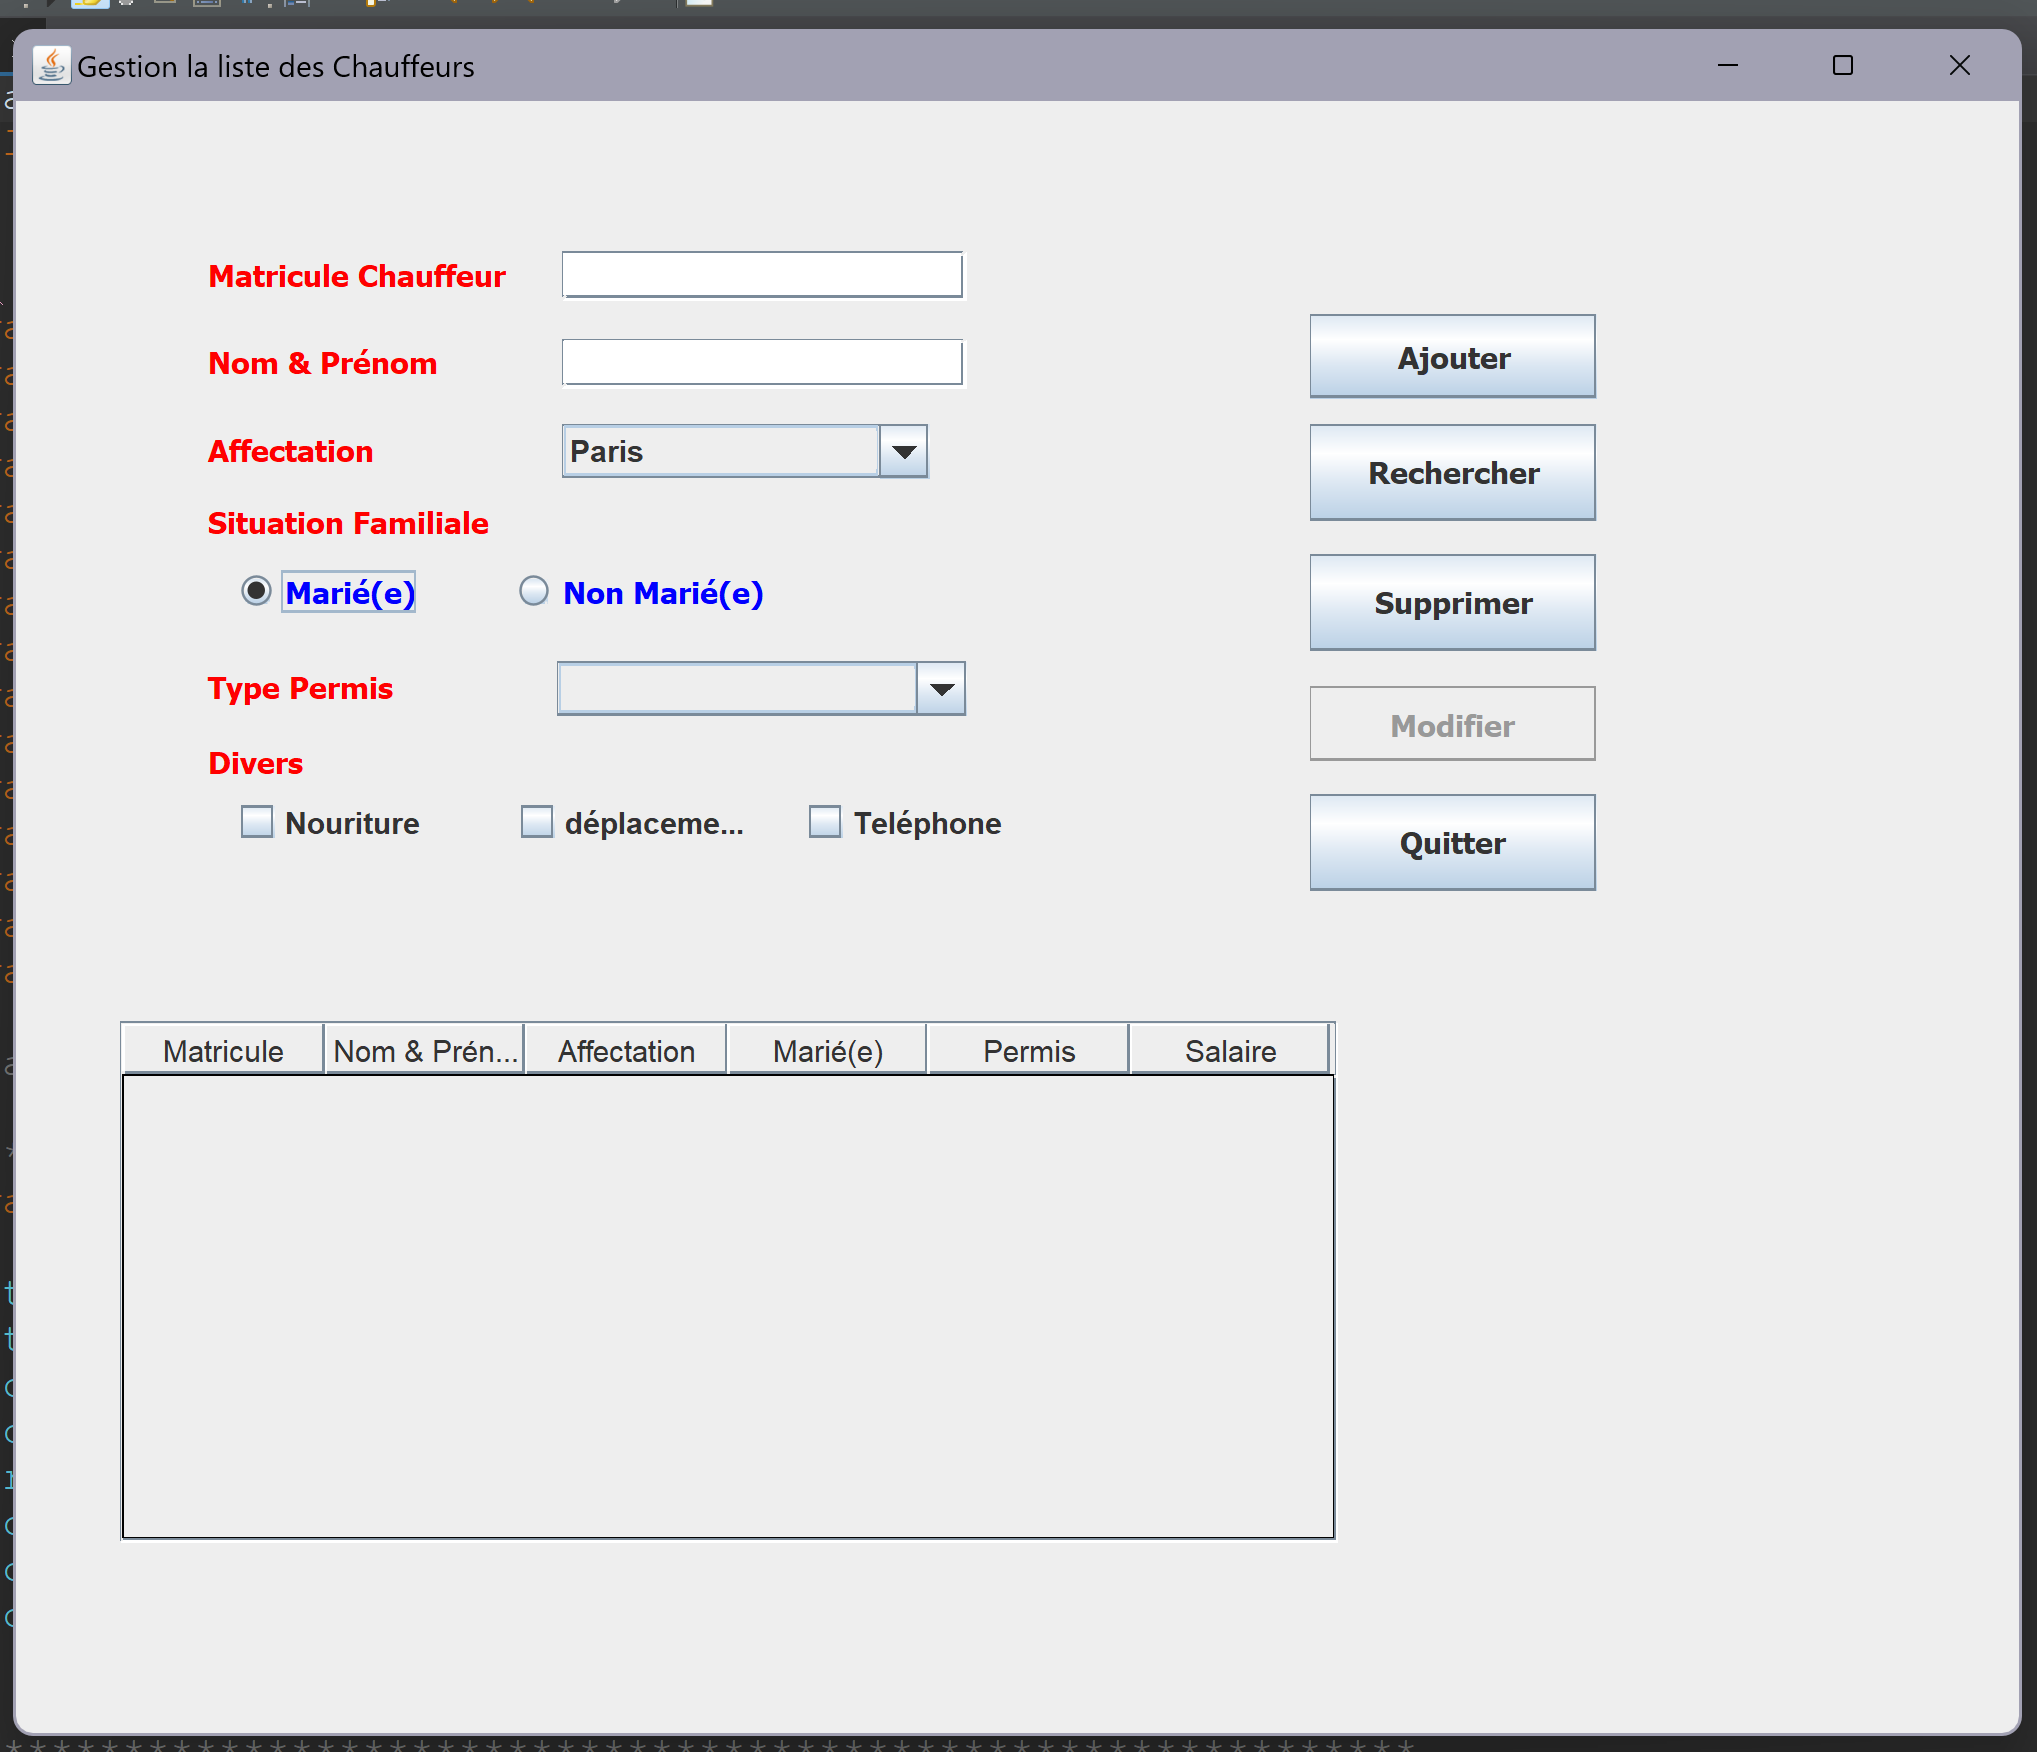 Gestion la liste des Chauffeurs
Matricule Chauffeur
Nom & Prénom
Affectation
Paris
Situation Familiale
Marié(e)
Non Marié(e)
Type Permis
Divers
Nouriture
déplaceme...
Teléphone
Ajouter
Rechercher
Supprimer
Modifier
Quitter
Matricule
Nom & Prén...
Affectation
Marié(e)
Permis
Salaire